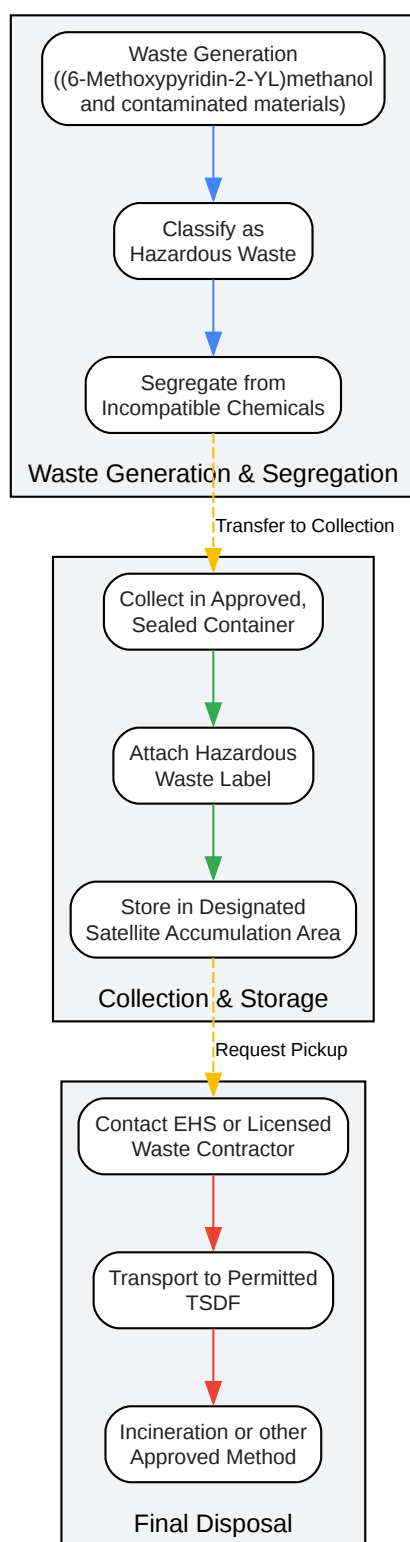 Waste Generation
((6-Methoxypyridin-2-YL)methanol
and contaminated materials)
Classify as
Hazardous Waste
Segregate from
Incompatible Chemicals
Waste Generation & Segregation
Transfer to Collection
Collect in Approved,
Sealed Container
Attach Hazardous
Waste Label
Store in Designated
Satellite Accumulation Area
Collection & Storage
Request Pickup
Contact EHS or Licensed
Waste Contractor
Transport to Permitted
TSDF
Incineration or other
Approved Method
Final Disposal